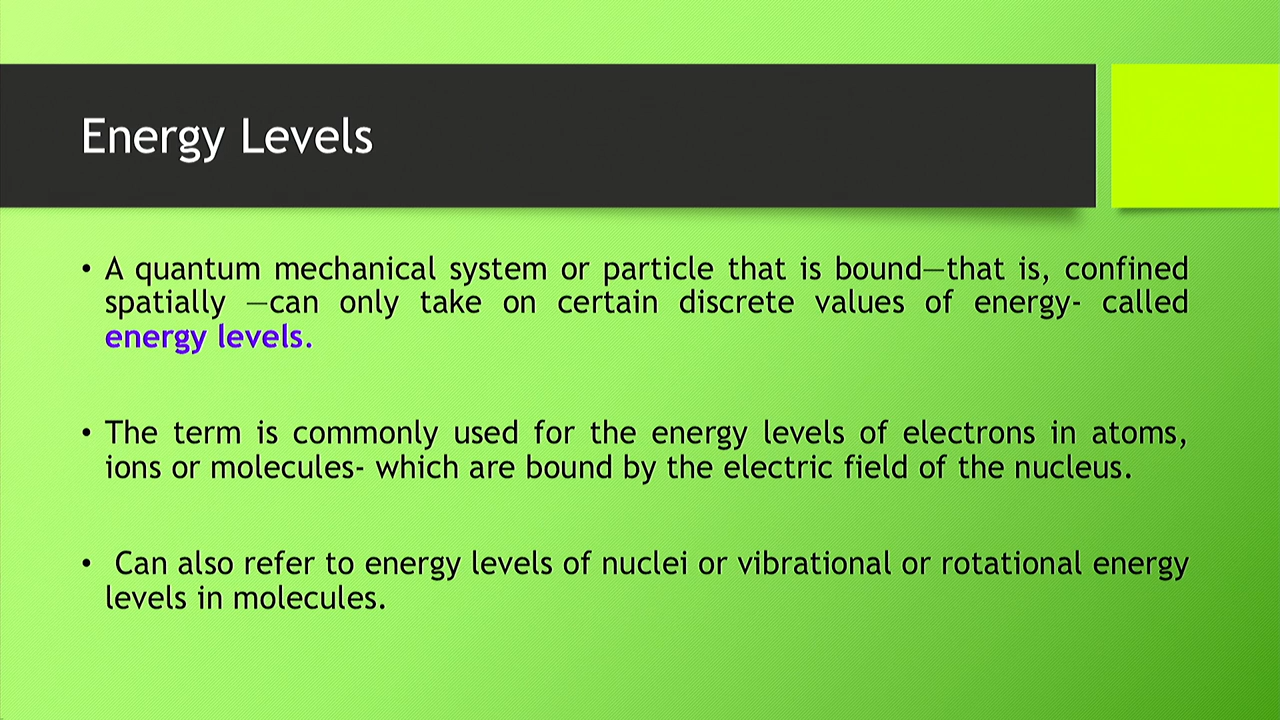 Energy Levels
• A quantum mechanical system or particle that is bound—that is, confined
spatially —can only take on certain discrete values of energy- called
energy levels.
• The term is commonly used for the energy levels of electrons in atoms,
ions or molecules- which are bound by the electric field of the nucleus.
• Can also refer to energy levels of nuclei or vibrational or rotational energy
levels in molecules.